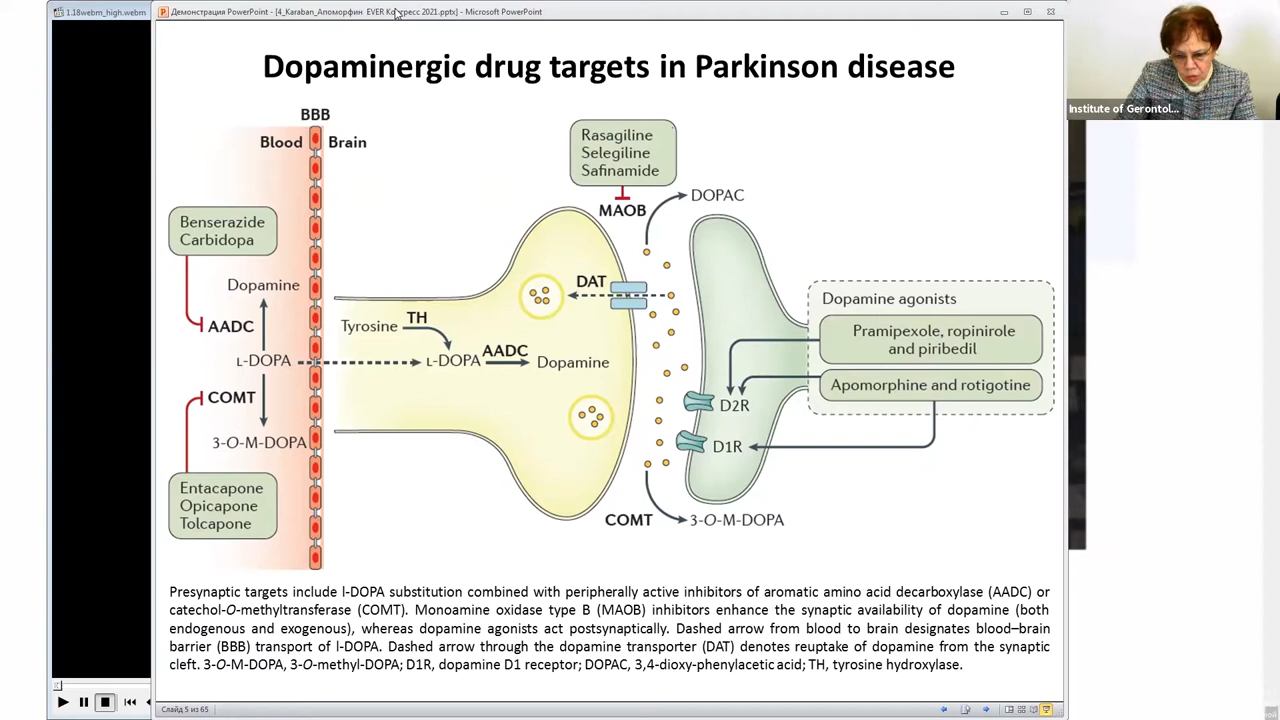 1.18webm_high.webm
Демонстрация PowerPoint - [4_Karaban_Апоморфин EVER Конгресс 2021.pptx] - Microsoft PowerPoint
Institute of Gerontol...
Dopaminergic drug targets in Parkinson disease
BBB
Blood
Brain
Benserazide
Carbidopa
Dopamine
AADC
L-DOPA
COMT
3-O-M-DOPA
Entacapone
Opicapone
Tolcapone
Tyrosine
TH
L-DOPA
AADC
Dopamine
DAT
Rasagiline
Selegiline
Safinamide
MAOB
DOPAC
COMT
3-O-M-DOPA
D2R
D1R
Dopamine agonists
Pramipexole, ropinirole
and piribedil
Apomorphine and rotigotine
Presynaptic targets include l-DOPA substitution combined with peripherally active inhibitors of aromatic amino acid decarboxylase (AADC) or
catechol-O-methyltransferase (COMT). Monoamine oxidase type B (MAOB) inhibitors enhance the synaptic availability of dopamine (both
endogenous and exogenous), whereas dopamine agonists act postsynaptically. Dashed arrow from blood to brain designates blood–brain
barrier (BBB) transport of l-DOPA. Dashed arrow through the dopamine transporter (DAT) denotes reuptake of dopamine from the synaptic
cleft. 3-O-M-DOPA, 3-O-methyl-DOPA; D1R, dopamine D1 receptor; DOPAC, 3,4-dioxy-phenylacetic acid; TH, tyrosine hydroxylase.
Слайд 5 из 65